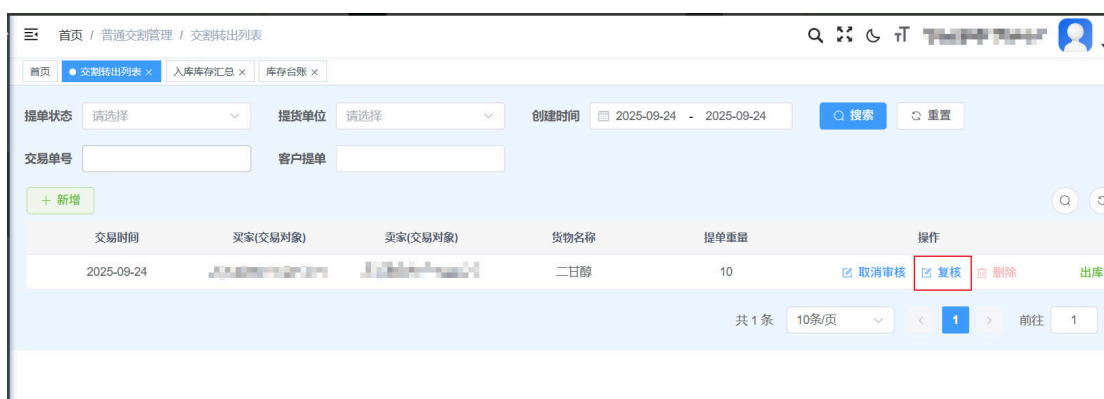 首页 / 普通交割管理 / 交割转出列表
首页 交割转出列表 × 入库库存汇总 × 库存台账 ×
提单状态 请选择 提货单位 请选择 创建时间 2025-09-24 - 2025-09-24 搜索 重置
交易单号 客户提单
+ 新增
交易时间 买家(交易对象) 卖家(交易对象) 货物名称 提单重量 操作
2025-09-24 二甘醇 10 取消审核 复核 删除 出库
共 1 条 10条/页 < 1 > 前往 1